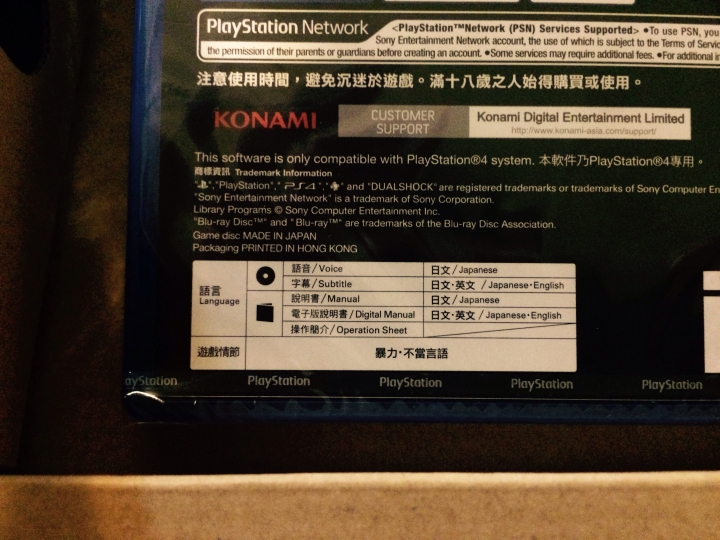 PlayStation Network <PlayStation™Network (PSN) Services Supported> •To use PSN, you
Sony Entertainment Network account, the use of which is subject to the Terms of Servic
the permission of their parents or guardians before creating an account. •Some services may require additional fees. •For additional in
注意使用時間，避免沉迷於遊戲。滿十八歲之人始得購買或使用。
KONAMI CUSTOMER SUPPORT Konami Digital Entertainment Limited
http://www.konami-asia.com/support/
This software is only compatible with PlayStation®4 system. 本軟件乃PlayStation®4專用。
商標資訊 Trademark Information
"PlayStation", "PS4", and "DUALSHOCK" are registered trademarks or trademarks of Sony Computer En
"Sony Entertainment Network" is a trademark of Sony Corporation.
Library Programs © Sony Computer Entertainment Inc.
"Blu-ray Disc™" and "Blu-ray™" are trademarks of the Blu-ray Disc Association.
Game disc MADE IN JAPAN
Packaging PRINTED IN HONG KONG
語言 Language
語音/Voice 日文/Japanese
字幕/Subtitle 日文·英文 /Japanese·English
說明書/Manual 日文/Japanese
電子版說明書/Digital Manual 日文·英文 /Japanese·English
操作簡介/Operation Sheet
遊戲情節 暴力·不當言語
ayStation PlayStation PlayStation PlayStation PlayStation